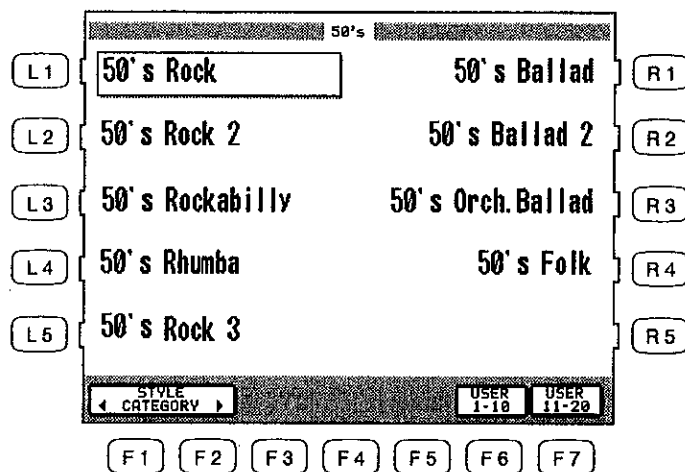 50's
L1 50's Rock 50's Ballad R1
L2 50's Rock 2 50's Ballad 2 R2
L3 50's Rockabilly 50's Orch.Ballad R3
L4 50's Rhumba 50's Folk R4
L5 50's Rock 3 R5
STYLE USER USER
◄ CATEGORY ► 1-10 11-20
F1 F2 F3 F4 F5 F6 F7